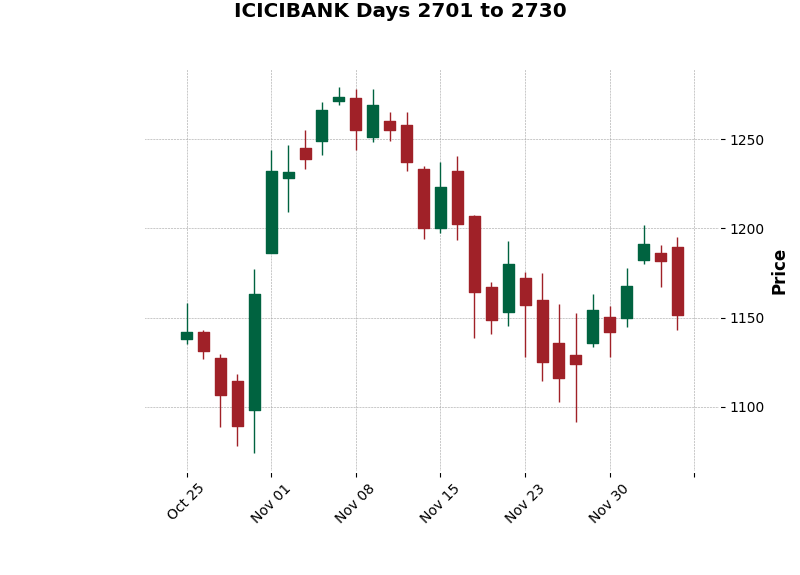 ICICIBANK Days 2701 to 2730
1250
1200
1150
1100
Price
Oct 25
Nov 01
Nov 08
Nov 15
Nov 23
Nov 30